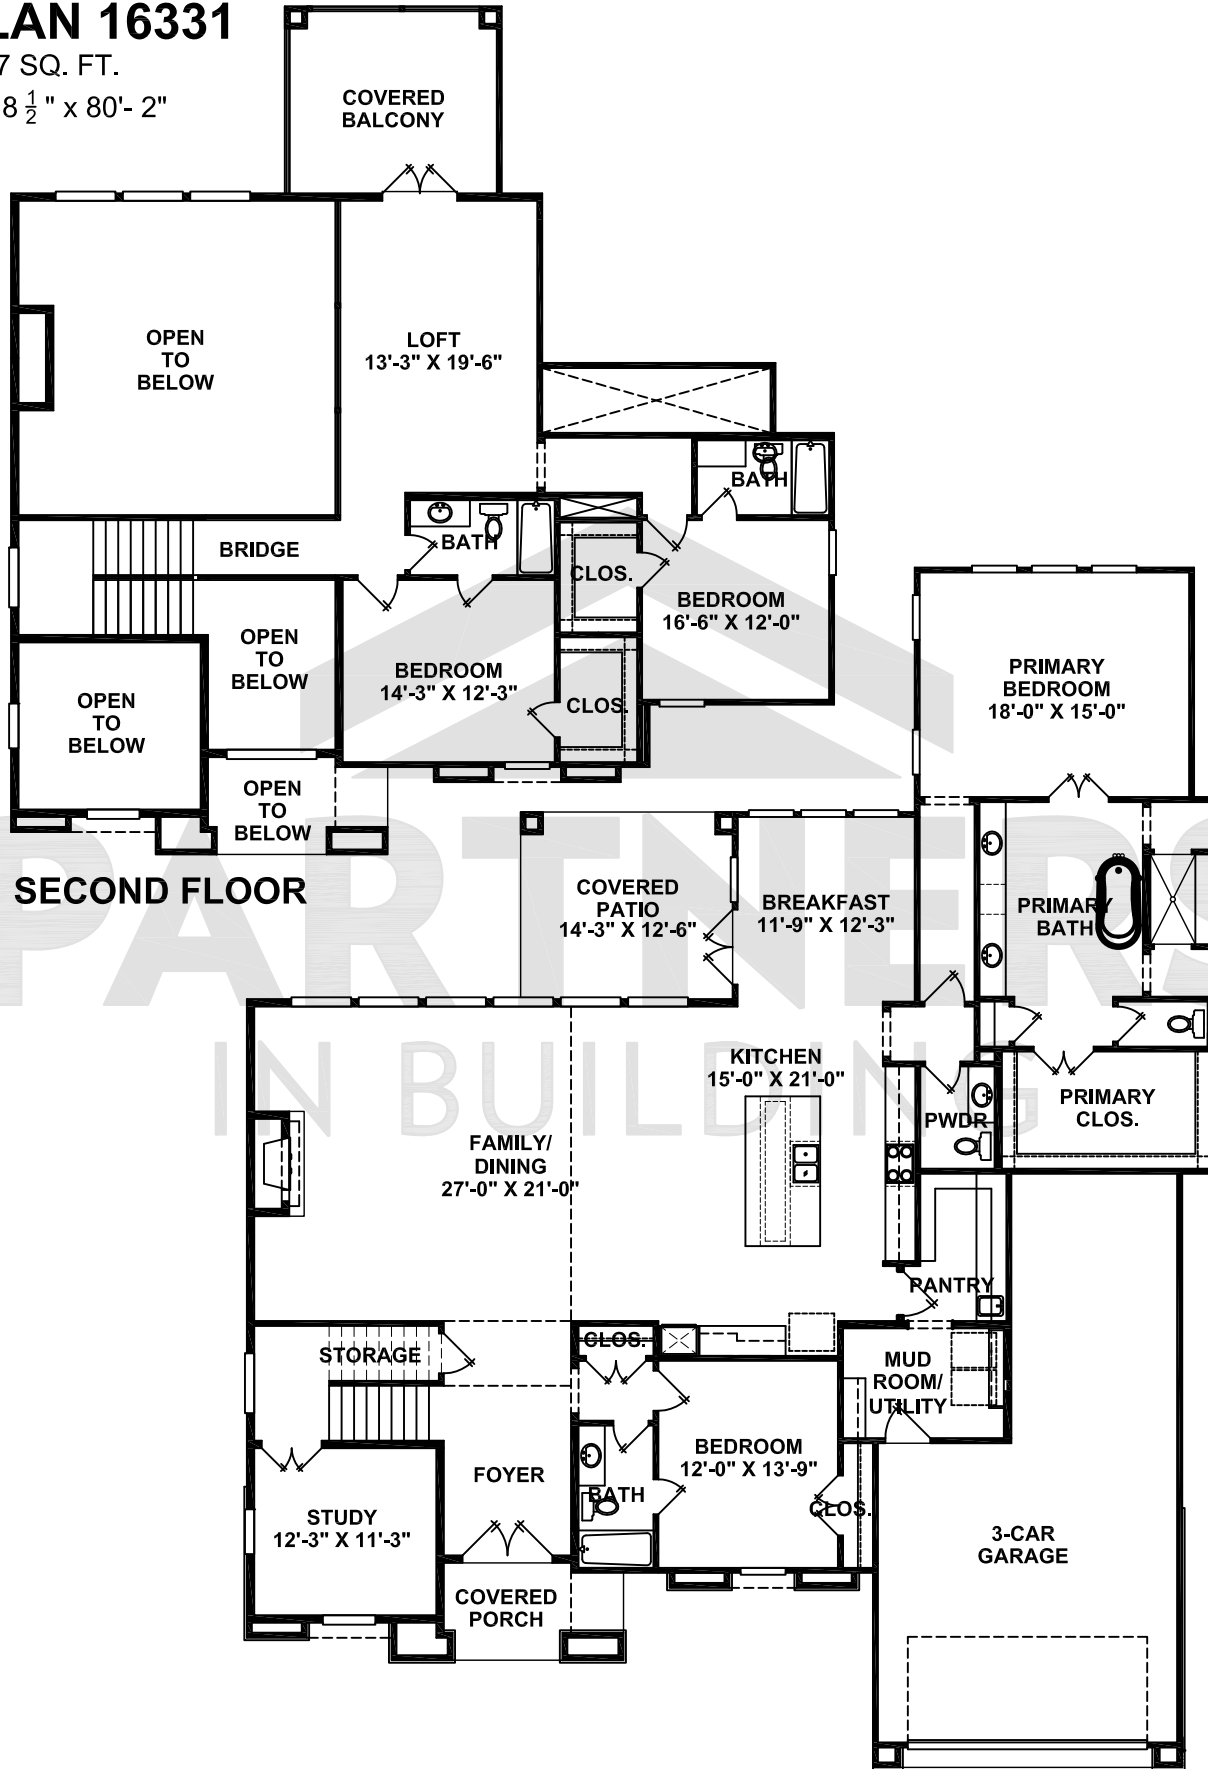 LAN 16331
7 SQ. FT.
8 1/2 " x 80'- 2"
COVERED
BALCONY
OPEN
TO
BELOW
LOFT
13'-3" X 19'-6"
BATH
BRIDGE
BATH
CLOS.
BEDROOM
16'-6" X 12'-0"
OPEN
TO
BELOW
BEDROOM
14'-3" X 12'-3"
CLOS.
OPEN
TO
BELOW
OPEN
TO
BELOW
SECOND FLOOR
PRIMARY
BEDROOM
18'-0" X 15'-0"
COVERED
PATIO
14'-3" X 12'-6"
BREAKFAST
11'-9" X 12'-3"
PRIMARY
BATH
PARTNERS
IN BUILDING
KITCHEN
15'-0" X 21'-0"
PWDR
PRIMARY
CLOS.
FAMILY/
DINING
27'-0" X 21'-0"
PANTRY
STORAGE
CLOS.
MUD
ROOM/
UTILITY
BEDROOM
12'-0" X 13'-9"
FOYER
BATH
CLOS.
STUDY
12'-3" X 11'-3"
3-CAR
GARAGE
COVERED
PORCH